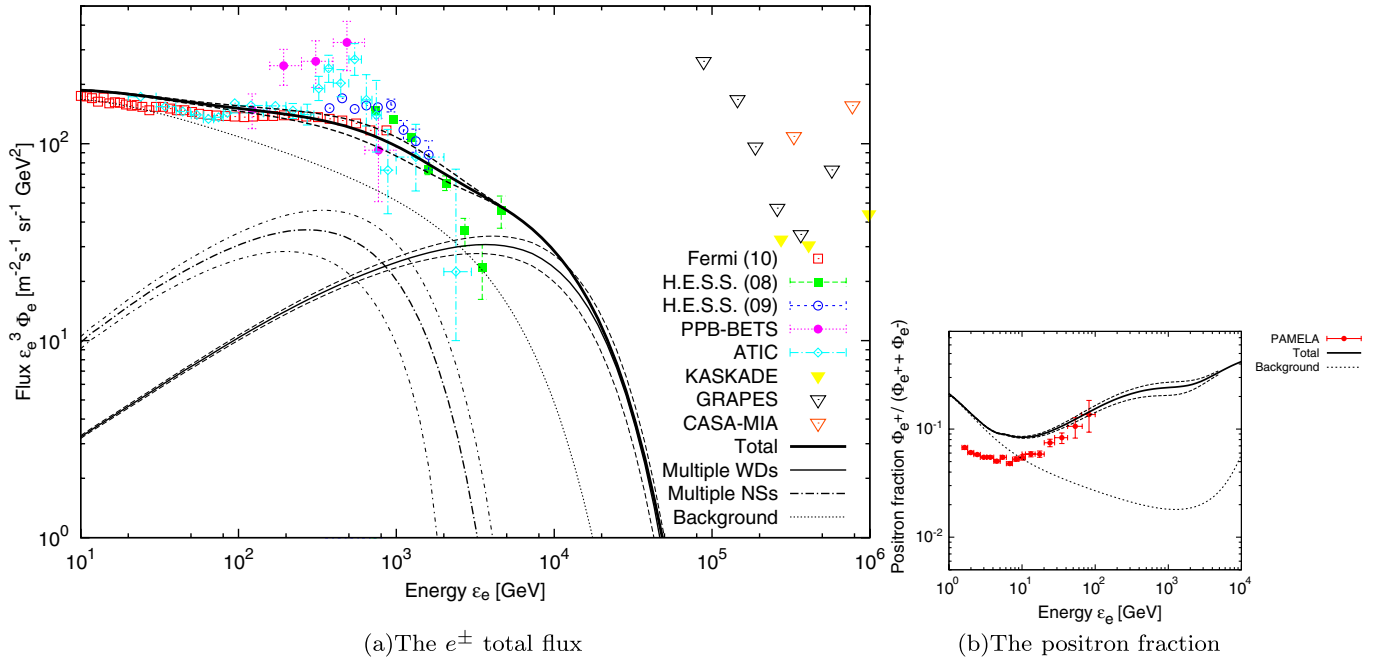 Flux ε_e^3 Φ_e [m^-2 s^-1 sr^-1 GeV^2]
10^2
10^1
10^0
Fermi (10)
H.E.S.S. (08)
H.E.S.S. (09)
PPB-BETS
ATIC
KASKADE
GRAPES
CASA-MIA
Total
Multiple WDs
Multiple NSs
Background
10^1 10^2 10^3 10^4 10^5 10^6
Energy ε_e [GeV]
(a)The e^± total flux
Positron fraction Φ_e^+/ (Φ_e^++ Φ_e^-)
10^-1
10^-2
PAMELA
Total
Background
10^0 10^1 10^2 10^3 10^4
Energy ε_e [GeV]
(b)The positron fraction